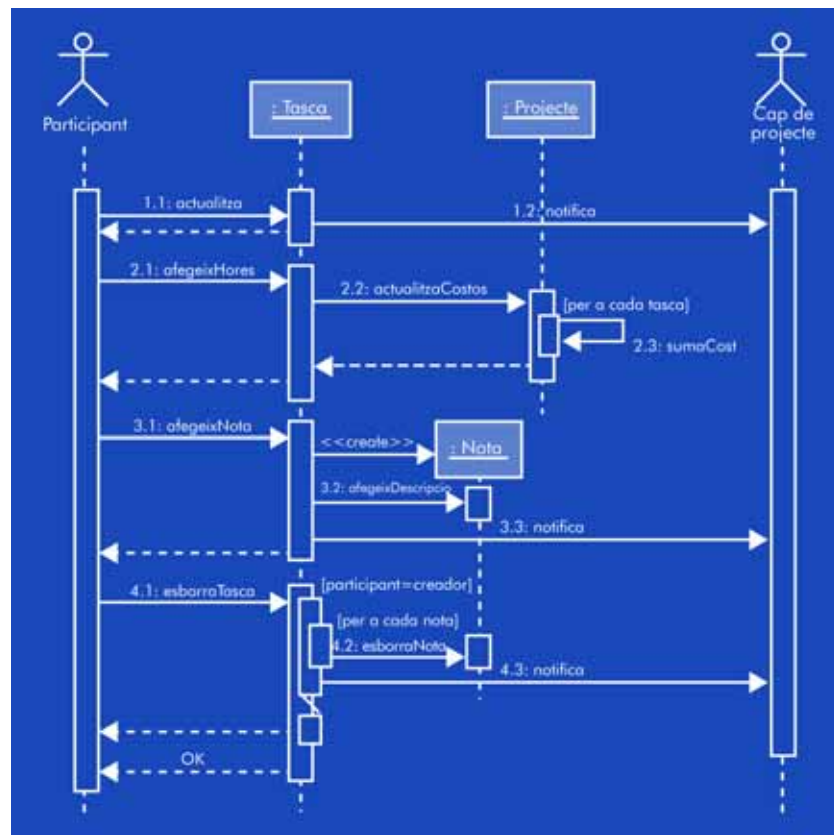 : Tasca
: Projecte
Participant
Cap de
projecte
1.1: actualitza
1.2: notifica
2.1: afegeixHores
2.2: actualitzaCostos
[per a cada tasca]
2.3: sumaCost
3.1: afegeixNota
<<create>>
: Nota
3.2: afegeixDescripcio
3.3: notifica
4.1: esborraTasca
[participant=creador]
[per a cada nota]
4.2: esborraNota
4.3: notifica
OK